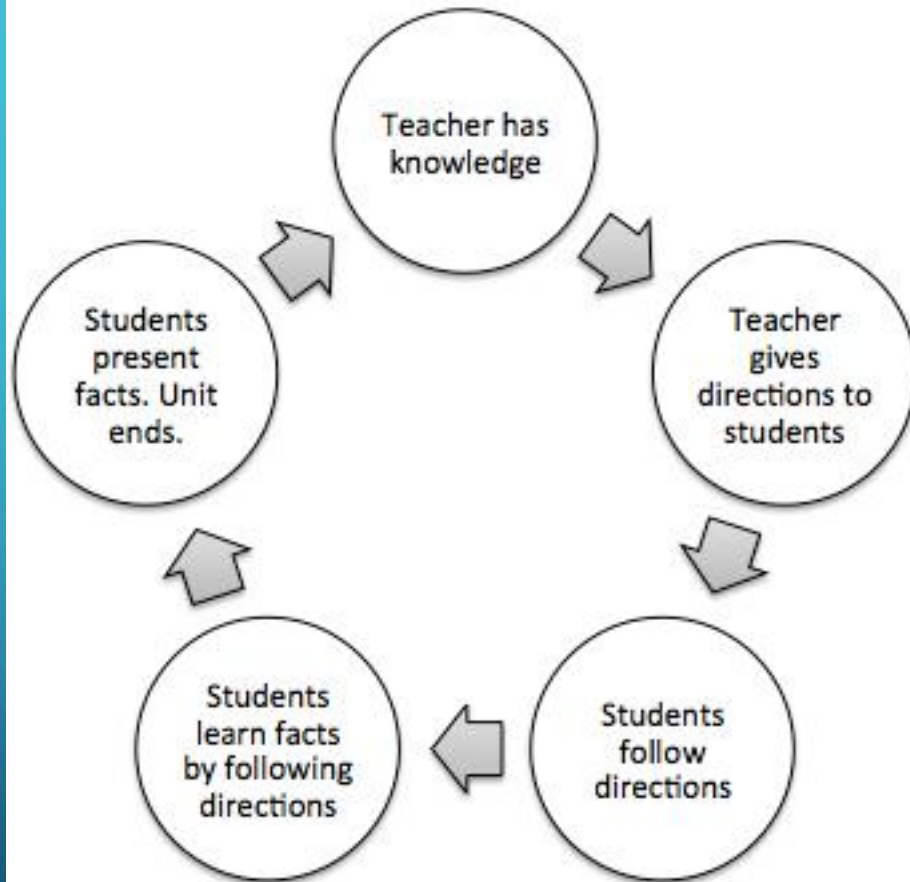 Teacher has
knowledge
Teacher
gives
directions to
students
Students
follow
directions
Students
learn facts
by following
directions
Students
present
facts. Unit
ends.